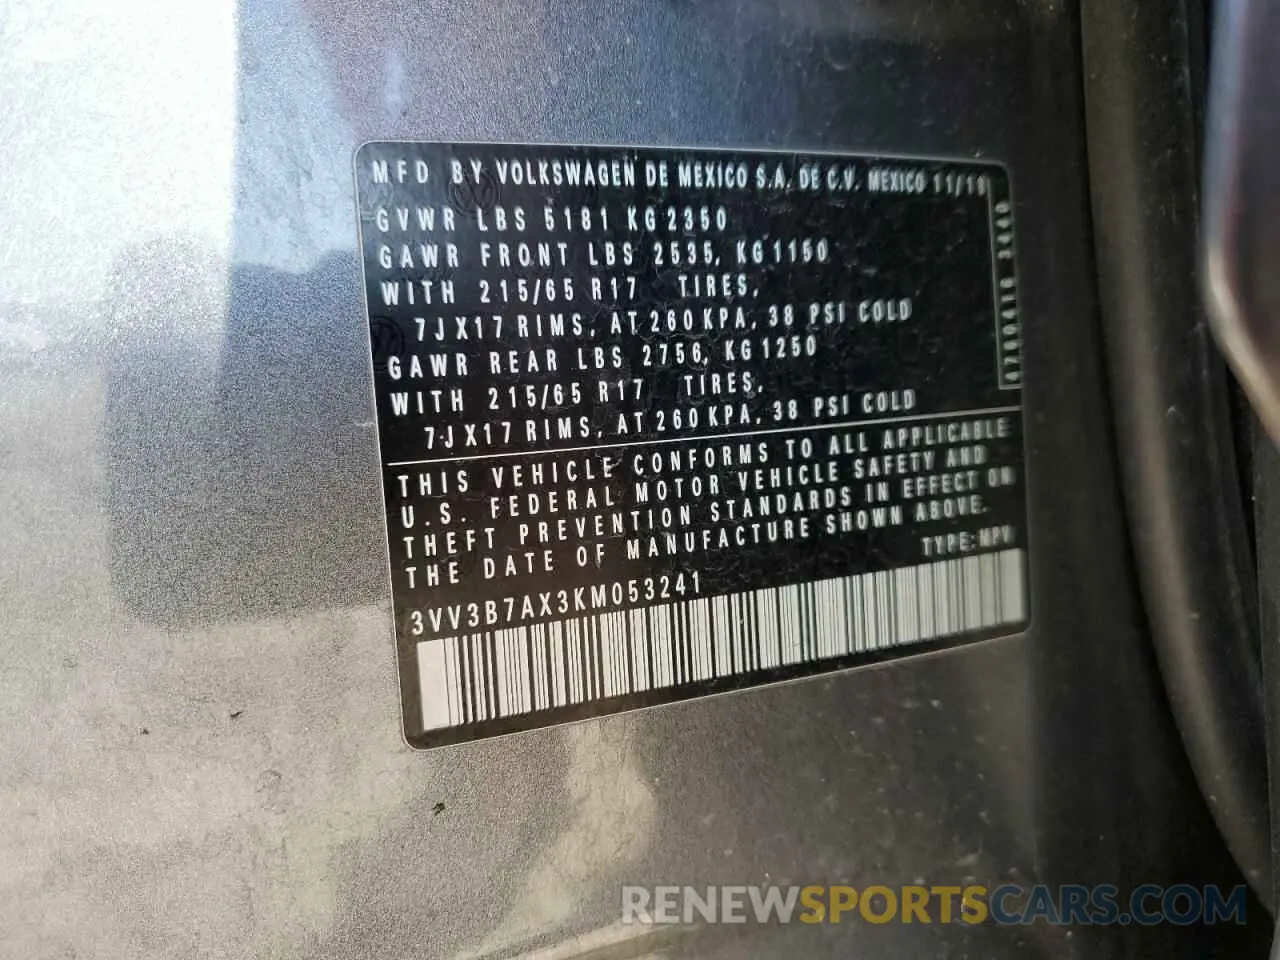 MFD BY VOLKSWAGEN DE MEXICO S.A. DE C.V. MEXICO 11/18
GVWR LBS 5181 KG 2350
GAWR FRONT LBS 2535, KG 1150
WITH 215/65 R17 TIRES,
7JX17 RIMS, AT 260 KPA, 38 PSI COLD
GAWR REAR LBS 2756, KG 1250
WITH 215/65 R17 TIRES,
7JX17 RIMS, AT 260 KPA, 38 PSI COLD
THIS VEHICLE CONFORMS TO ALL APPLICABLE
U.S. FEDERAL MOTOR VEHICLE SAFETY AND
THEFT PREVENTION STANDARDS IN EFFECT ON
THE DATE OF MANUFACTURE SHOWN ABOVE.
TYPE: MPV
3VV3B7AX3KM053241
RENEWSPORTSCARS.COM